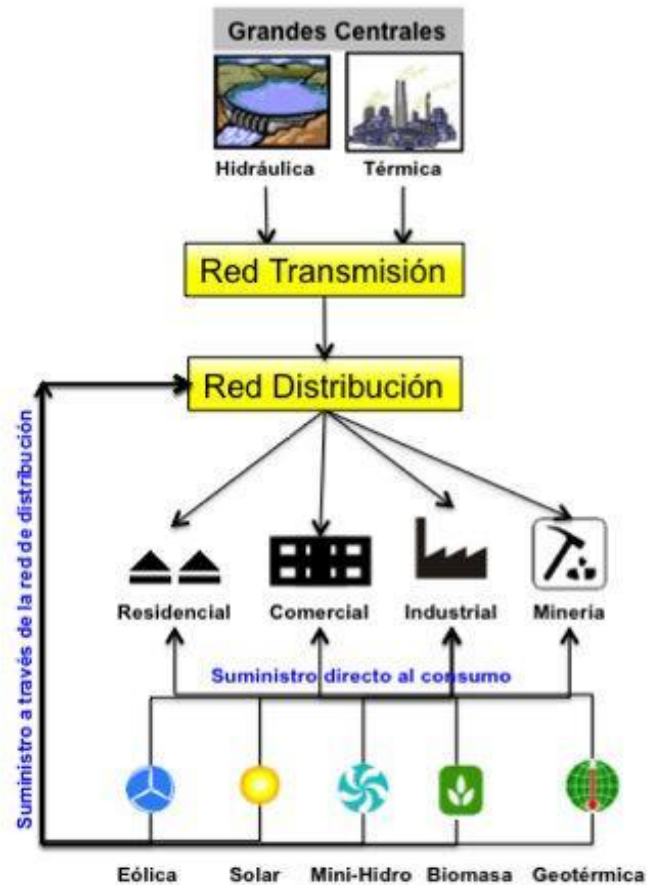 Grandes Centrales
Hidráulica Térmica
Red Transmisión
Red Distribución
Suministro a través de la red de distribución
Residencial Comercial Industrial Minería
Suministro directo al consumo
Eólica Solar Mini-Hidro Biomasa Geotérmica